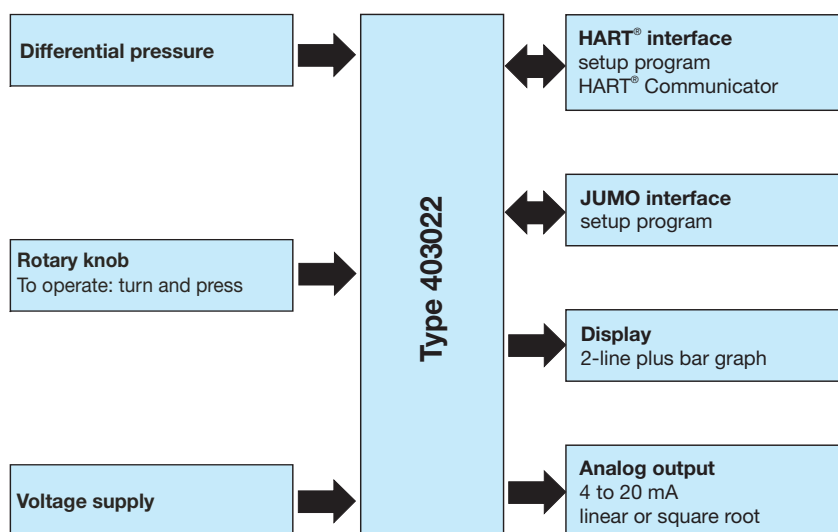 Differential pressure
Rotary knob
To operate: turn and press
Voltage supply
Type 403022
HART® interface
setup program
HART® Communicator
JUMO interface
setup program
Display
2-line plus bar graph
Analog output
4 to 20 mA
linear or square root